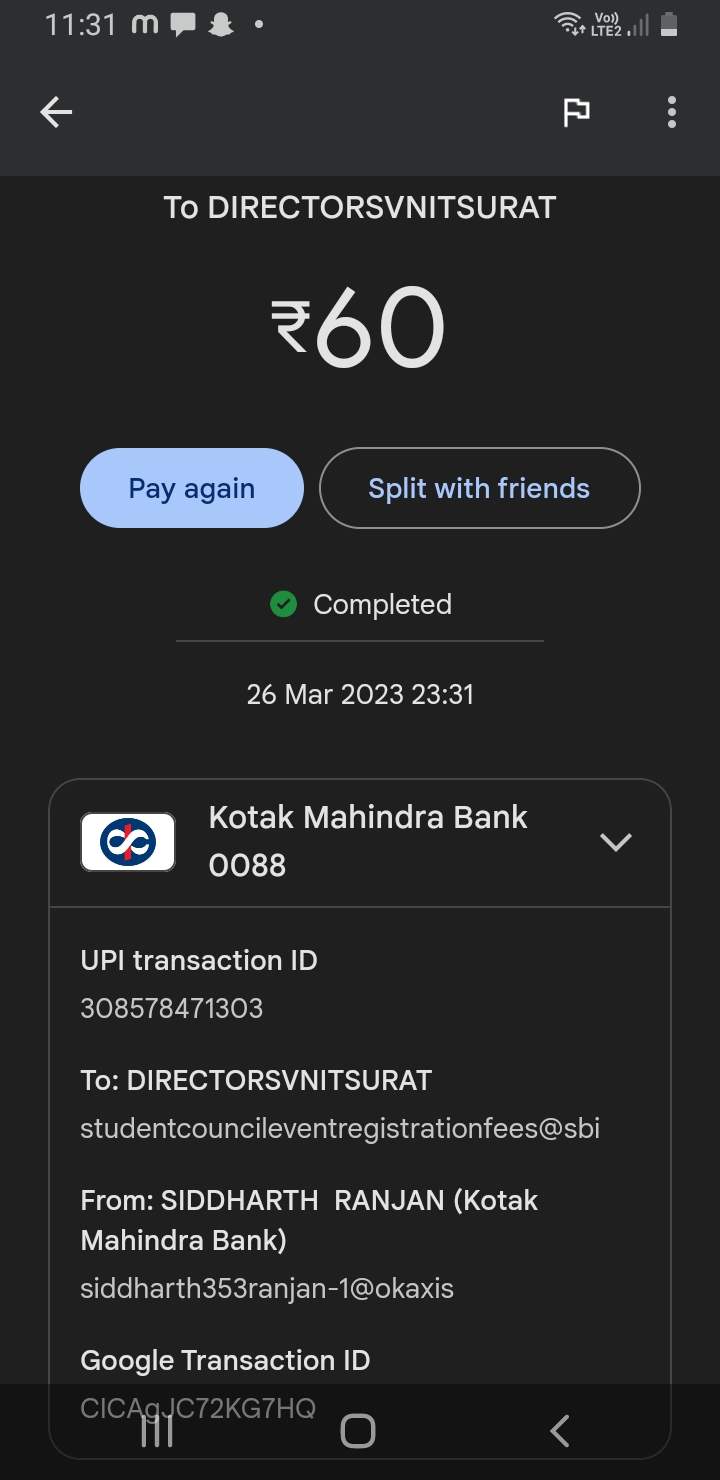 11:31
Vo))
LTE2
To DIRECTORSVNITSURAT
₹60
Pay again
Split with friends
Completed
26 Mar 2023 23:31
Kotak Mahindra Bank
0088
UPI transaction ID
308578471303
To: DIRECTORSVNITSURAT
studentcouncileventregistrationfees@sbi
From: SIDDHARTH  RANJAN (Kotak
Mahindra Bank)
siddharth353ranjan-1@okaxis
Google Transaction ID
CICAgJC72KG7HQ